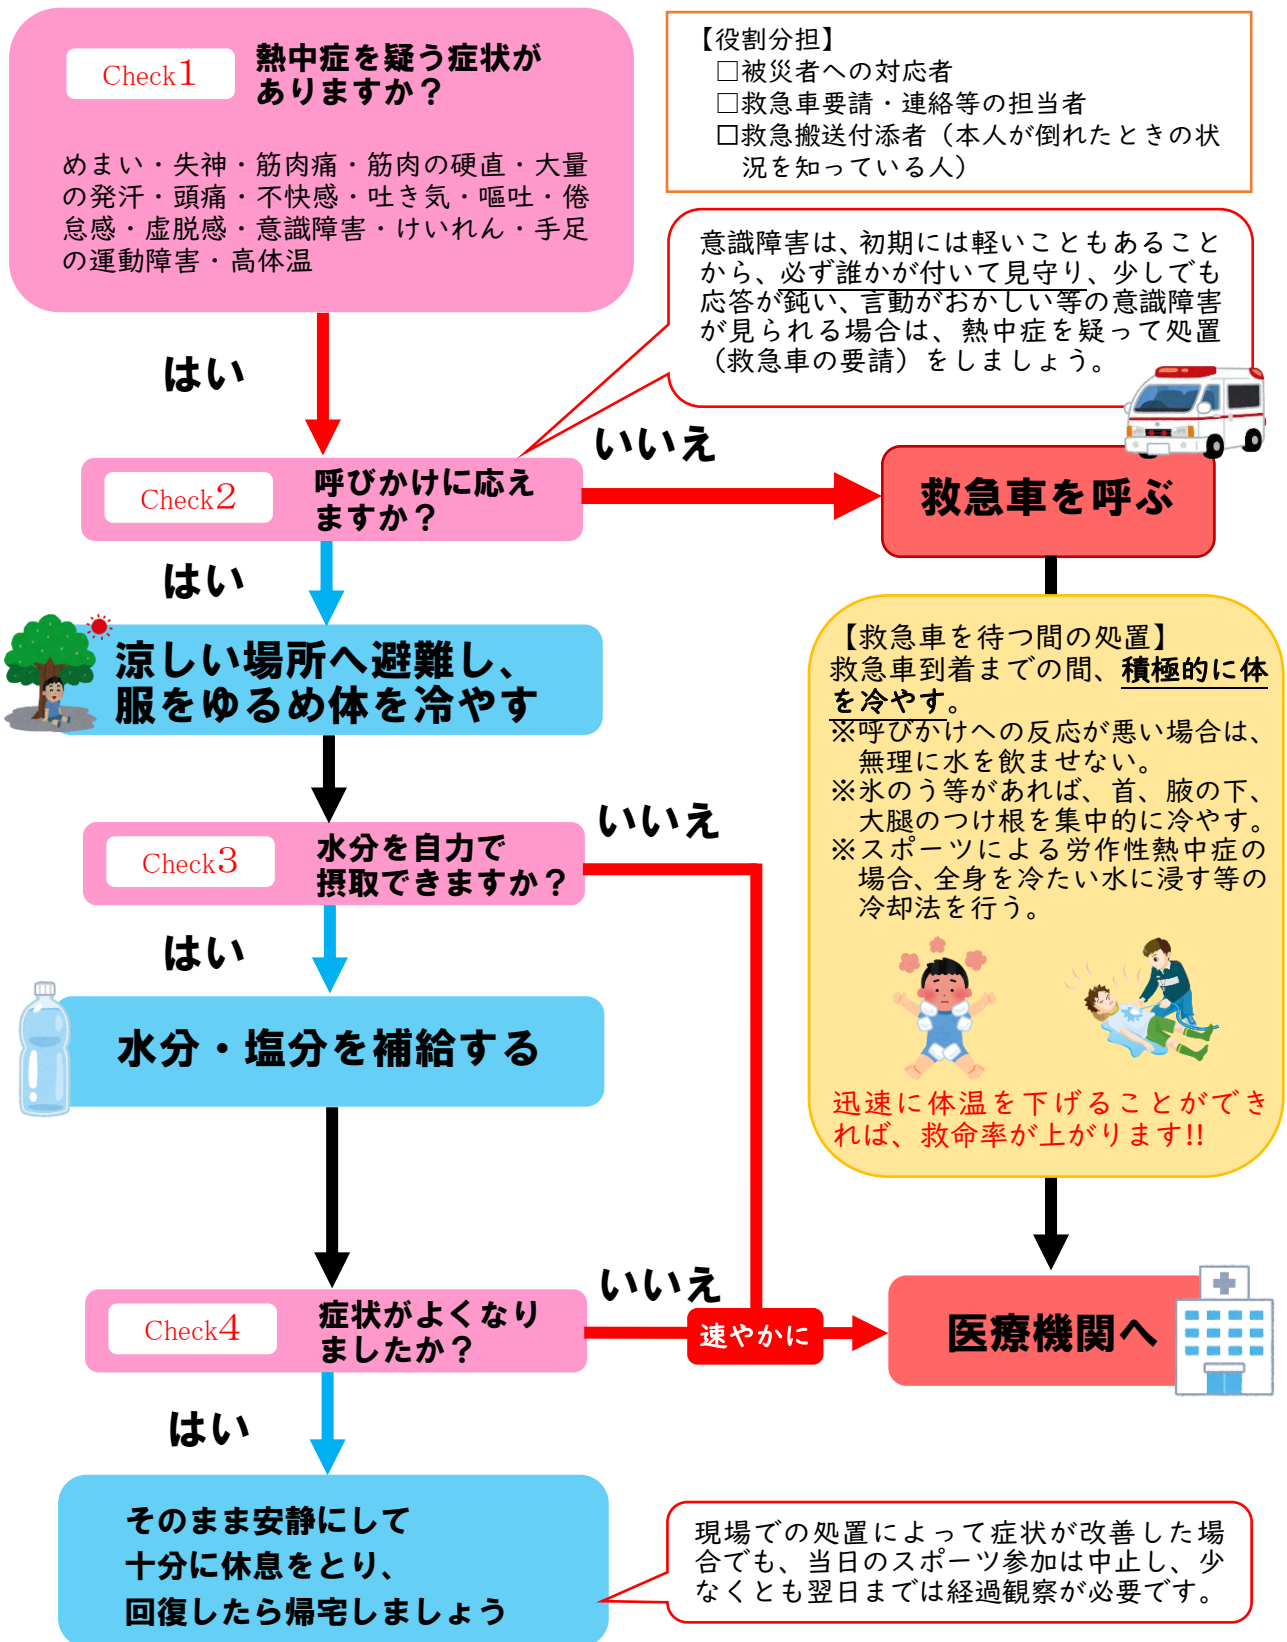 Check1
熱中症を疑う症状が
ありますか？
めまい・失神・筋肉痛・筋肉の硬直・大量
の発汗・頭痛・不快感・吐き気・嘔吐・倦
怠感・虚脱感・意識障害・けいれん・手足
の運動障害・高体温
【役割分担】
□被災者への対応者
□救急車要請・連絡等の担当者
□救急搬送付添者（本人が倒れたときの状
況を知っている人）
意識障害は、初期には軽いこともあること
から、必ず誰かが付いて見守り、少しでも
応答が鈍い、言動がおかしい等の意識障害
が見られる場合は、熱中症を疑って処置
（救急車の要請）をしましょう。
はい
いいえ
Check2
呼びかけに応え
ますか？
救急車を呼ぶ
はい
涼しい場所へ避難し、
服をゆるめ体を冷やす
【救急車を待つ間の処置】
救急車到着までの間、積極的に体
を冷やす。
※呼びかけへの反応が悪い場合は、
無理に水を飲ませない。
※氷のう等があれば、首、腋の下、
大腿のつけ根を集中的に冷やす。
※スポーツによる労作性熱中症の
場合、全身を冷たい水に浸す等の
冷却法を行う。
迅速に体温を下げることができ
れば、救命率が上がります!!
いいえ
Check3
水分を自力で
摂取できますか？
はい
水分・塩分を補給する
いいえ
Check4
症状がよくなり
ましたか？
速やかに
医療機関へ
はい
そのまま安静にして
十分に休息をとり、
回復したら帰宅しましょう
現場での処置によって症状が改善した場
合でも、当日のスポーツ参加は中止し、少
なくとも翌日までは経過観察が必要です。